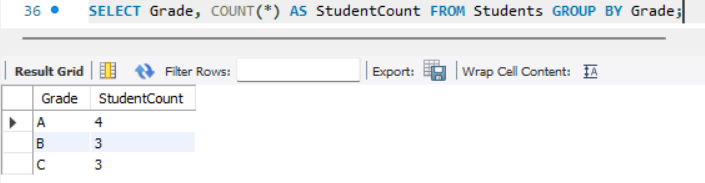 36 SELECT Grade, COUNT(*) AS StudentCount FROM Students GROUP BY Grade;
Result Grid Filter Rows: Export: Wrap Cell Content: IA
Grade StudentCount
A 4
B 3
C 3